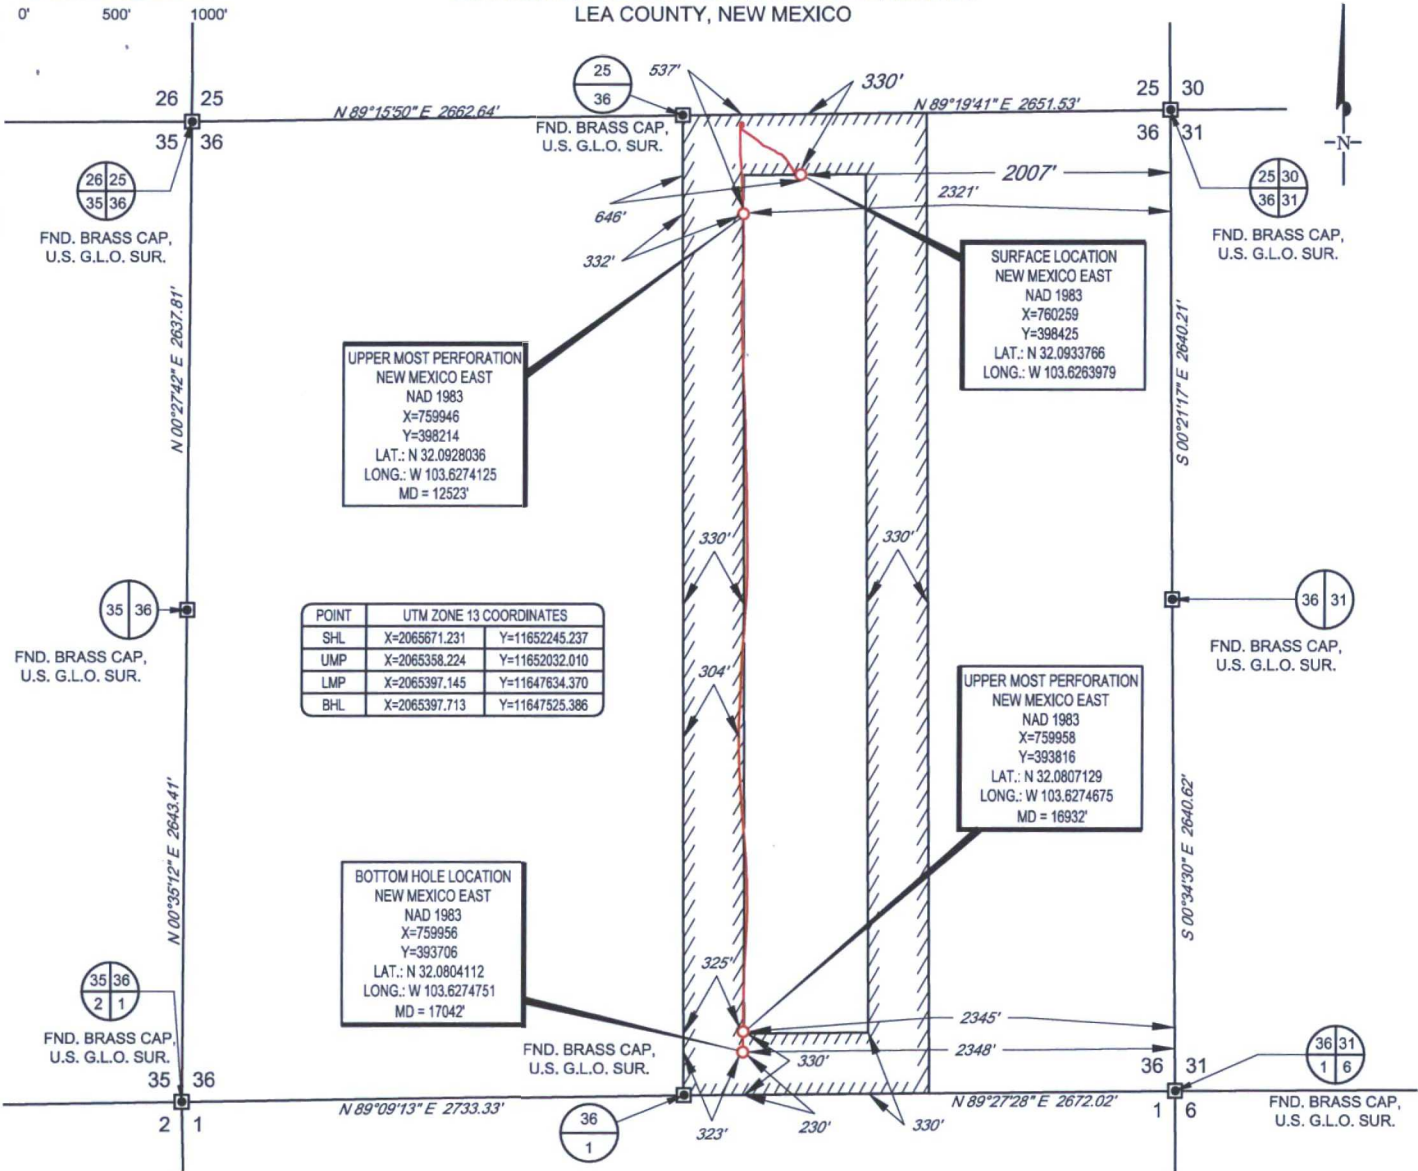 0' 500' 1000'
LEA COUNTY, NEW MEXICO
26 25
35 36
N 89°15'50" E 2662.64'
25
36
FND. BRASS CAP,
U.S. G.L.O. SUR.
537'
330'
N 89°19'41" E 2651.53'
25 30
36 31
N
26 25
35 36
FND. BRASS CAP,
U.S. G.L.O. SUR.
646'
332'
2007'
2321'
25 30
36 31
FND. BRASS CAP,
U.S. G.L.O. SUR.
SURFACE LOCATION
NEW MEXICO EAST
NAD 1983
X=760259
Y=398425
LAT.: N 32.0933766
LONG.: W 103.6263979
N 00°27'42" E 2637.81'
S 00°21'17" E 2640.21'
UPPER MOST PERFORATION
NEW MEXICO EAST
NAD 1983
X=759946
Y=398214
LAT.: N 32.0928036
LONG.: W 103.6274125
MD = 12523'
330'
330'
35 36
FND. BRASS CAP,
U.S. G.L.O. SUR.
36 31
FND. BRASS CAP,
U.S. G.L.O. SUR.
POINT UTM ZONE 13 COORDINATES
SHL X=2065671.231 Y=11652245.237
UMP X=2065358.224 Y=11652032.010
LMP X=2065397.145 Y=11647634.370
BHL X=2065397.713 Y=11647525.386
304'
UPPER MOST PERFORATION
NEW MEXICO EAST
NAD 1983
X=759958
Y=393816
LAT.: N 32.0807129
LONG.: W 103.6274675
MD = 16932'
N 00°35'12" E 2643.41'
S 00°34'30" E 2640.62'
BOTTOM HOLE LOCATION
NEW MEXICO EAST
NAD 1983
X=759956
Y=393706
LAT.: N 32.0804112
LONG.: W 103.6274751
MD = 17042'
325'
2345'
2348'
330'
35 36
2 1
FND. BRASS CAP,
U.S. G.L.O. SUR.
FND. BRASS CAP,
U.S. G.L.O. SUR.
36 31
1 6
FND. BRASS CAP,
U.S. G.L.O. SUR.
35 36
2 1
N 89°09'13" E 2733.33'
36
1
323'
230'
330'
N 89°27'28" E 2672.02'
36 31
1 6